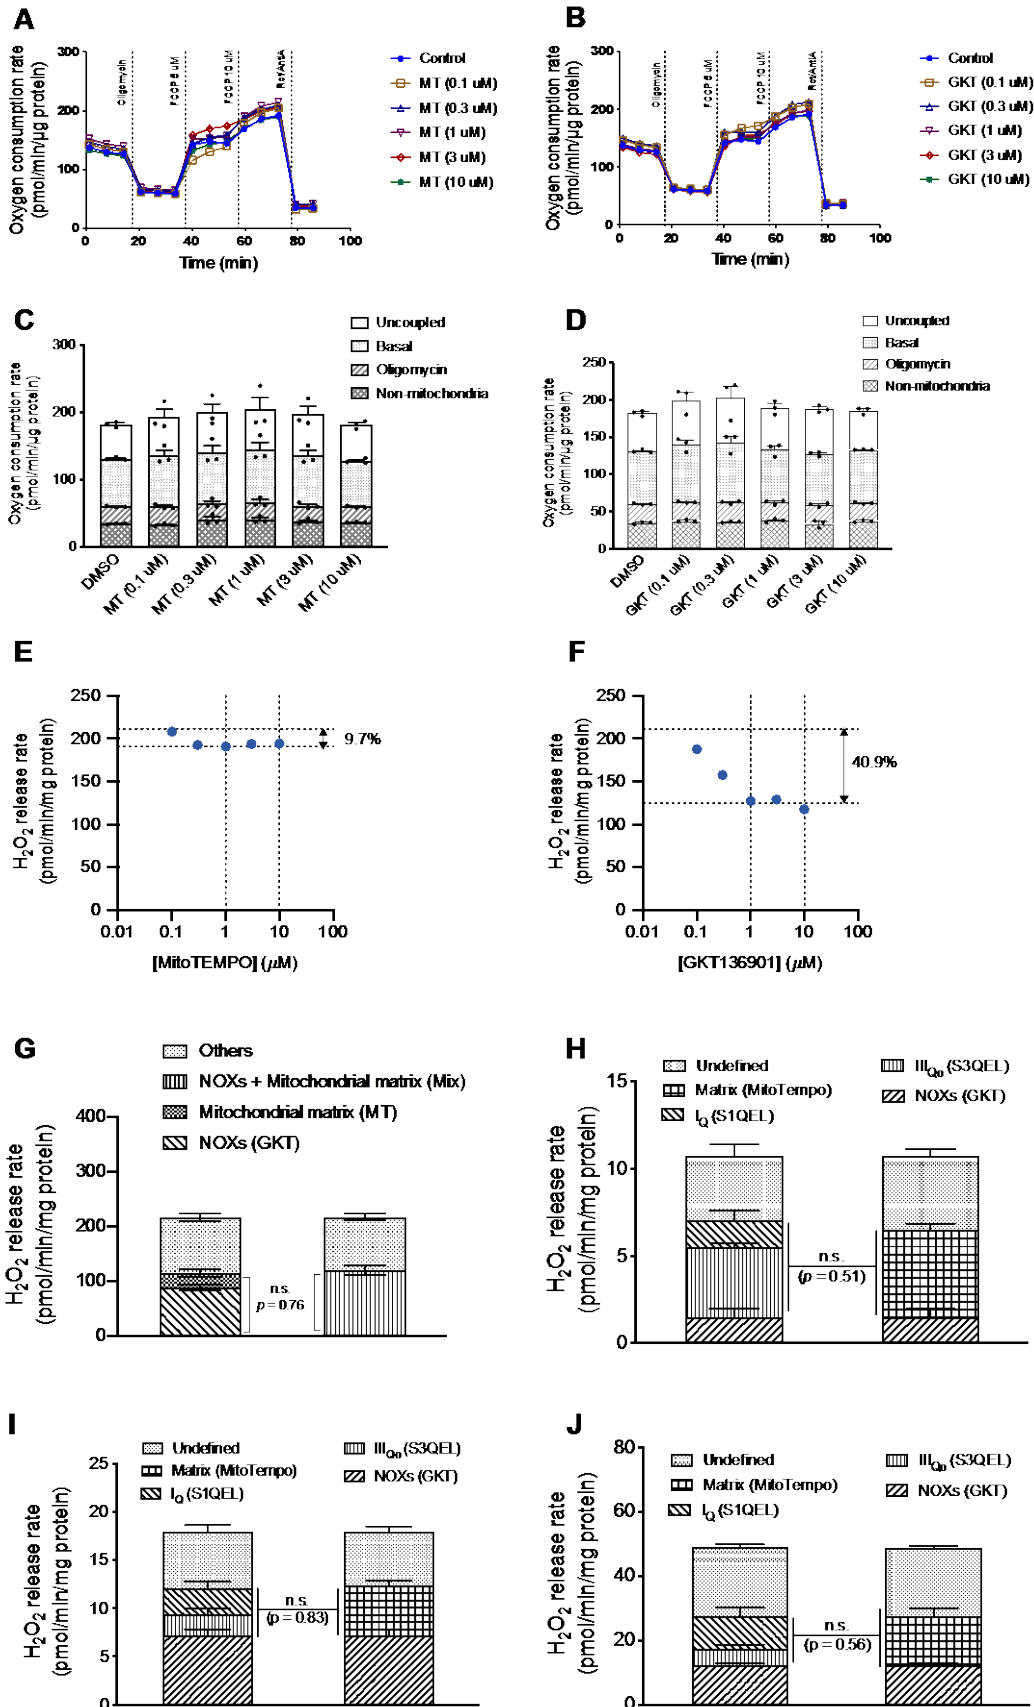 A
Oxygen consumption rate
(pmol/min/µg protein)
300
200
100
0
0 20 40 60 80 100
Time (min)
Oligomycin
FCCP 5 uM
FCCP 10 uM
Rot/AntiA
Control
MT (0.1 uM)
MT (0.3 uM)
MT (1 uM)
MT (3 uM)
MT (10 uM)
B
Oxygen consumption rate
(pmol/min/µg protein)
300
200
100
0
0 20 40 60 80 100
Time (min)
Oligomycin
FCCP 5 uM
FCCP 10 uM
Control
GKT (0.1 uM)
GKT (0.3 uM)
GKT (1 uM)
GKT (3 uM)
GKT (10 uM)
C
Uncoupled
Basal
Oligomycin
Non-mitochondria
Oxygen consumption rate
(pmol/min/µg protein)
300
200
100
0
DMSO
MT (0.1 uM)
MT (0.3 uM)
MT (1 uM)
MT (3 uM)
MT (10 uM)
D
Uncoupled
Basal
Oligomycin
Non-mitochondria
Oxygen consumption rate
(pmol/min/µg protein)
250
200
150
100
50
0
DMSO
GKT (0.1 uM)
GKT (0.3 uM)
GKT (1 uM)
GKT (3 uM)
GKT (10 uM)
E
H₂O₂ release rate
(pmol/min/mg protein)
250
200
150
100
50
0
9.7%
0.01 0.1 1 10 100
[MitoTEMPO] (µM)
F
H₂O₂ release rate
(pmol/min/mg protein)
250
200
150
100
50
0
40.9%
0.01 0.1 1 10 100
[GKT136901] (µM)
G
Others
NOXs + Mitochondrial matrix (Mix)
Mitochondrial matrix (MT)
NOXs (GKT)
H₂O₂ release rate
(pmol/min/mg protein)
400
300
200
100
0
n.s.
p = 0.76
H
Undefined
Matrix (MitoTempo)
I_Q (S1QEL)
III_Qo (S3QEL)
NOXs (GKT)
H₂O₂ release rate
(pmol/min/mg protein)
15
10
5
0
n.s.
(p = 0.51)
I
Undefined
Matrix (MitoTempo)
I_Q (S1QEL)
III_Qo (S3QEL)
NOXs (GKT)
H₂O₂ release rate
(pmol/min/mg protein)
25
20
15
10
5
0
n.s.
(p = 0.83)
J
Undefined
Matrix (MitoTempo)
I_Q (S1QEL)
III_Qo (S3QEL)
NOXs (GKT)
H₂O₂ release rate
(pmol/min/mg protein)
80
60
40
20
0
n.s.
(p = 0.56)